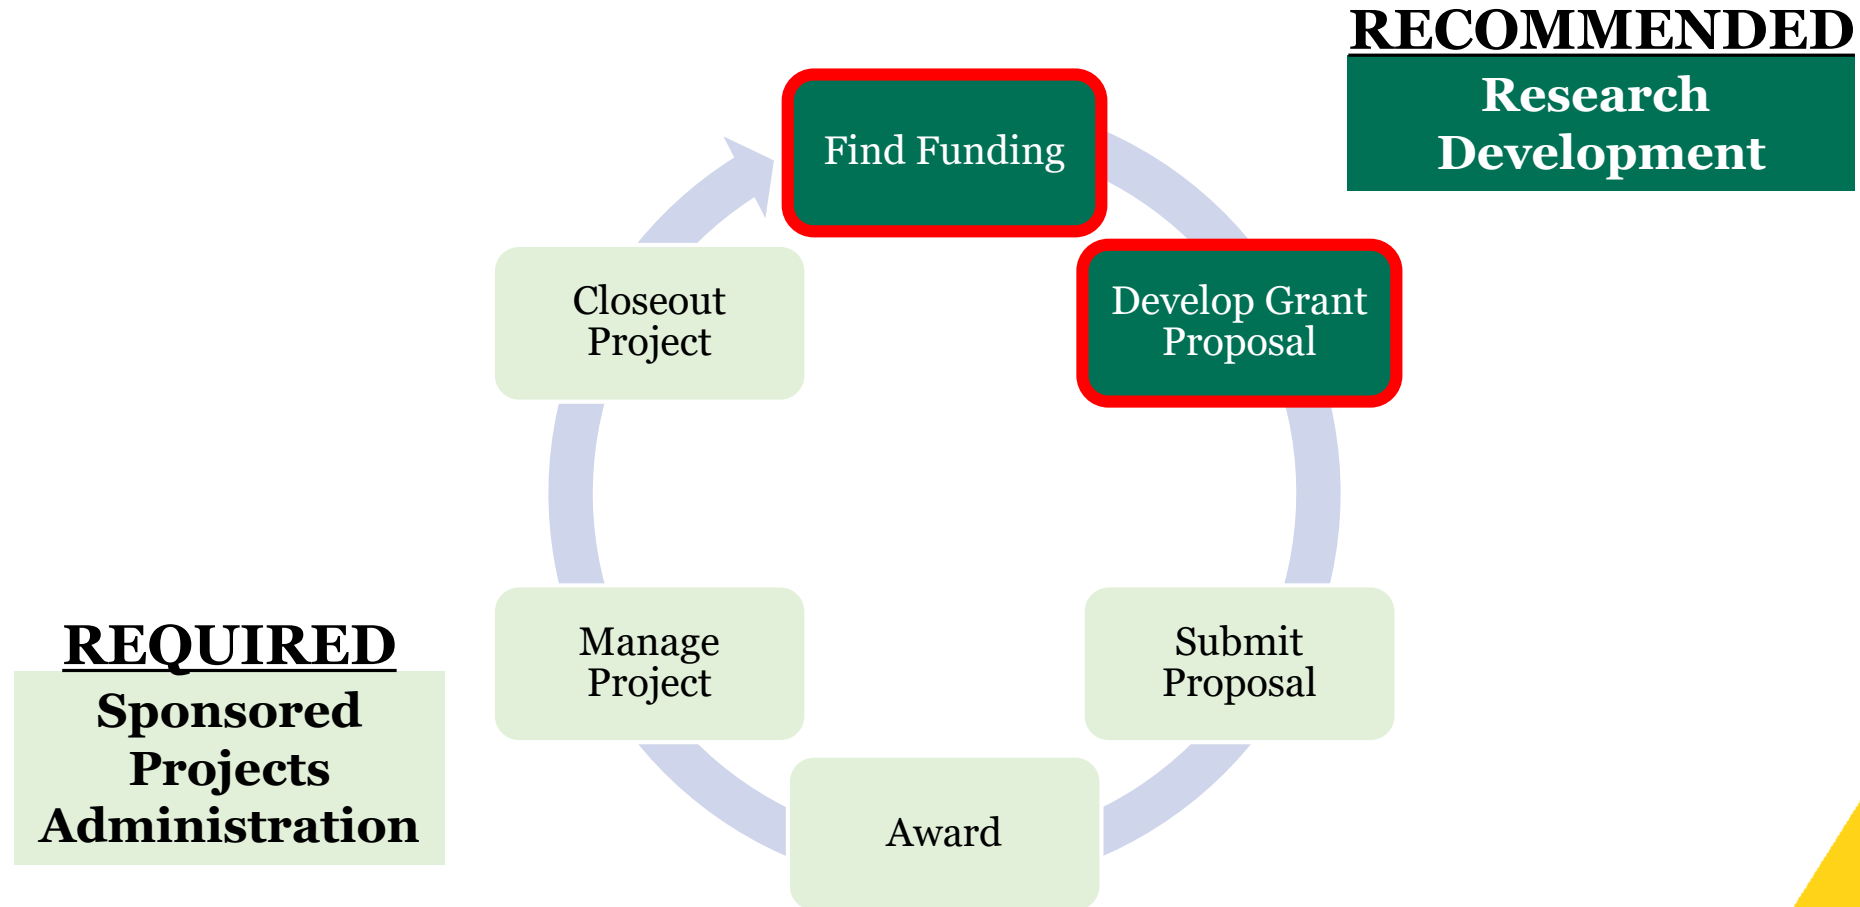 RECOMMENDED
Research
Development
Find Funding
Develop Grant
Proposal
Submit
Proposal
Award
Manage
Project
Closeout
Project
REQUIRED
Sponsored
Projects
Administration